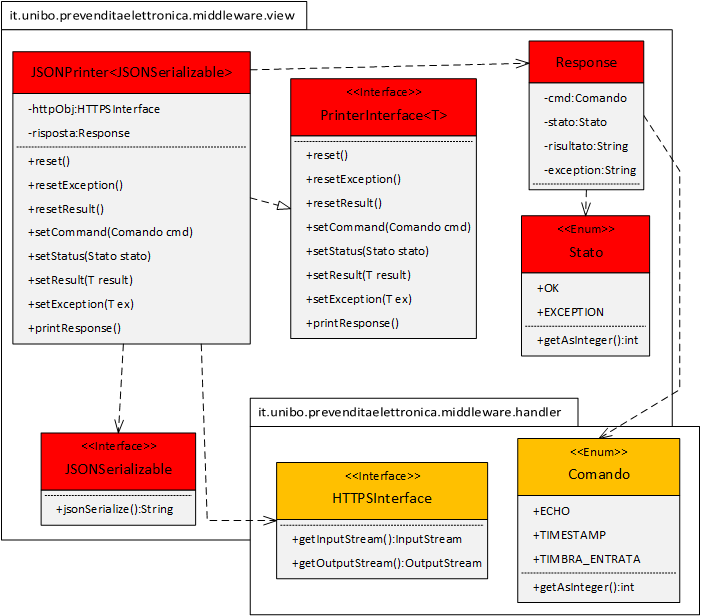 it.unibo.prevenditaelettronica.middleware.view
JSONPrinter<JSONSerializable>
-httpObj:HTTPSInterface
-risposta:Response
+reset()
+resetException()
+resetResult()
+setCommand(Comando cmd)
+setStatus(Stato stato)
+setResult(T result)
+setException(T ex)
+printResponse()
<<Interface>>
PrinterInterface<T>
+reset()
+resetException()
+resetResult()
+setCommand(Comando cmd)
+setStatus(Stato stato)
+setResult(T result)
+setException(T ex)
+printResponse()
Response
-cmd:Comando
-stato:Stato
-risultato:String
-exception:String
<<Enum>>
Stato
+OK
+EXCEPTION
+getAsInteger():int
<<Interface>>
JSONSerializable
+jsonSerialize():String
it.unibo.prevenditaelettronica.middleware.handler
<<Interface>>
HTTPSInterface
+getInputStream():InputStream
+getOutputStream():OutputStream
<<Enum>>
Comando
+ECHO
+TIMESTAMP
+TIMBRA_ENTRATA
+getAsInteger():int